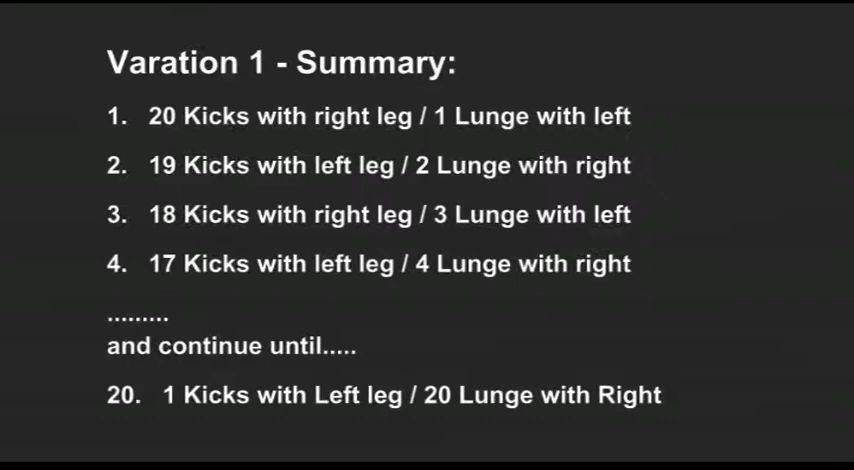 Varation 1 - Summary:
1. 20 Kicks with right leg / 1 Lunge with left
2. 19 Kicks with left leg / 2 Lunge with right
3. 18 Kicks with right leg / 3 Lunge with left
4. 17 Kicks with left leg / 4 Lunge with right
.........
and continue until.....
20. 1 Kicks with Left leg / 20 Lunge with Right